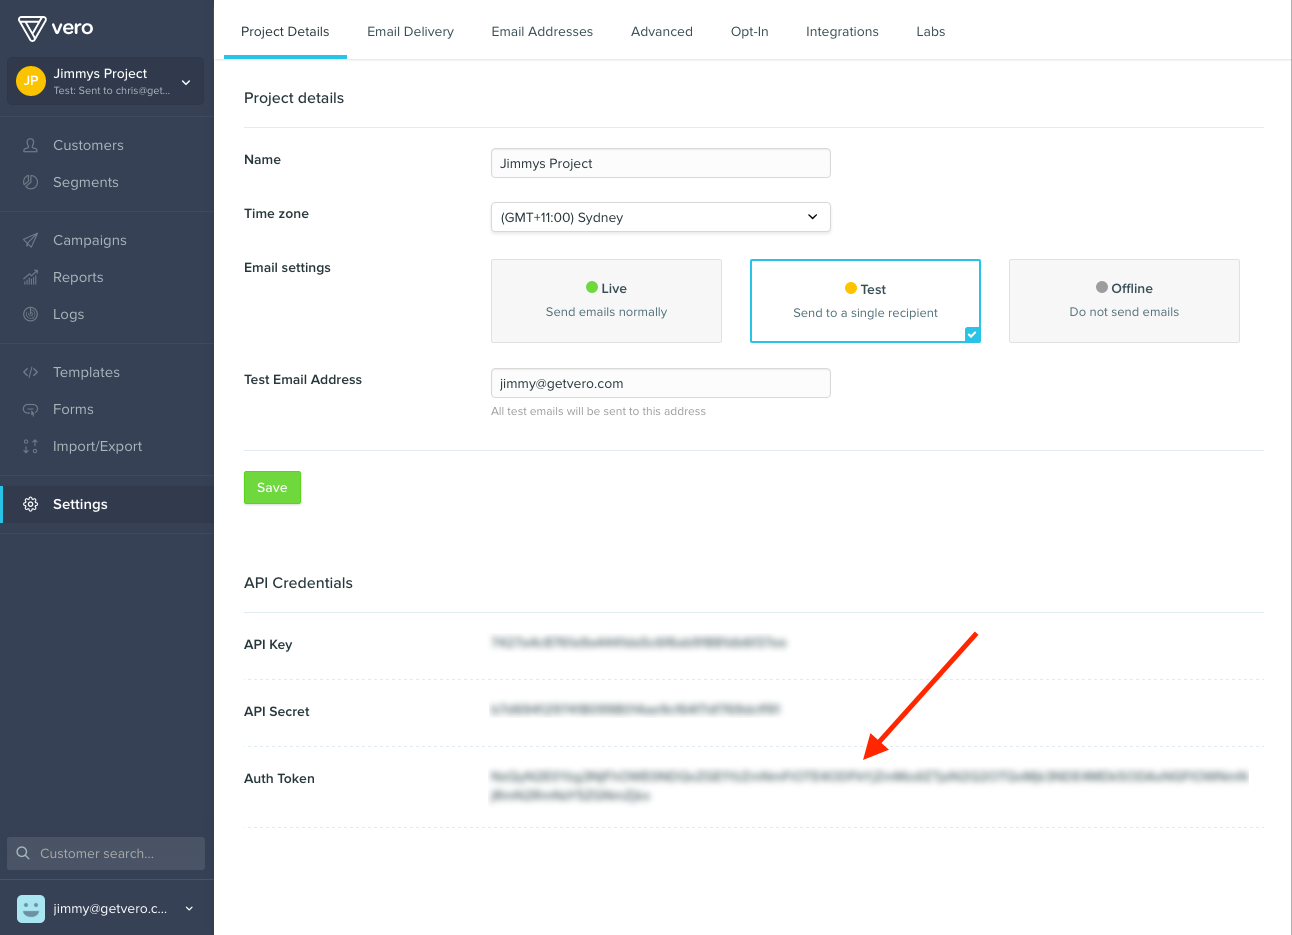 vero
JP
Jimmys Project
Test: Sent to chris@get...
Customers
Segments
Campaigns
Reports
Logs
Templates
Forms
Import/Export
Settings
Customer search...
jimmy@getvero.c...
Project Details Email Delivery Email Addresses Advanced Opt-In Integrations Labs
Project details
Name
Jimmys Project
Time zone
(GMT+11:00) Sydney
Email settings
Live
Send emails normally
Test
Send to a single recipient
Offline
Do not send emails
Test Email Address
jimmy@getvero.com
All test emails will be sent to this address
Save
API Credentials
API Key
API Secret
Auth Token